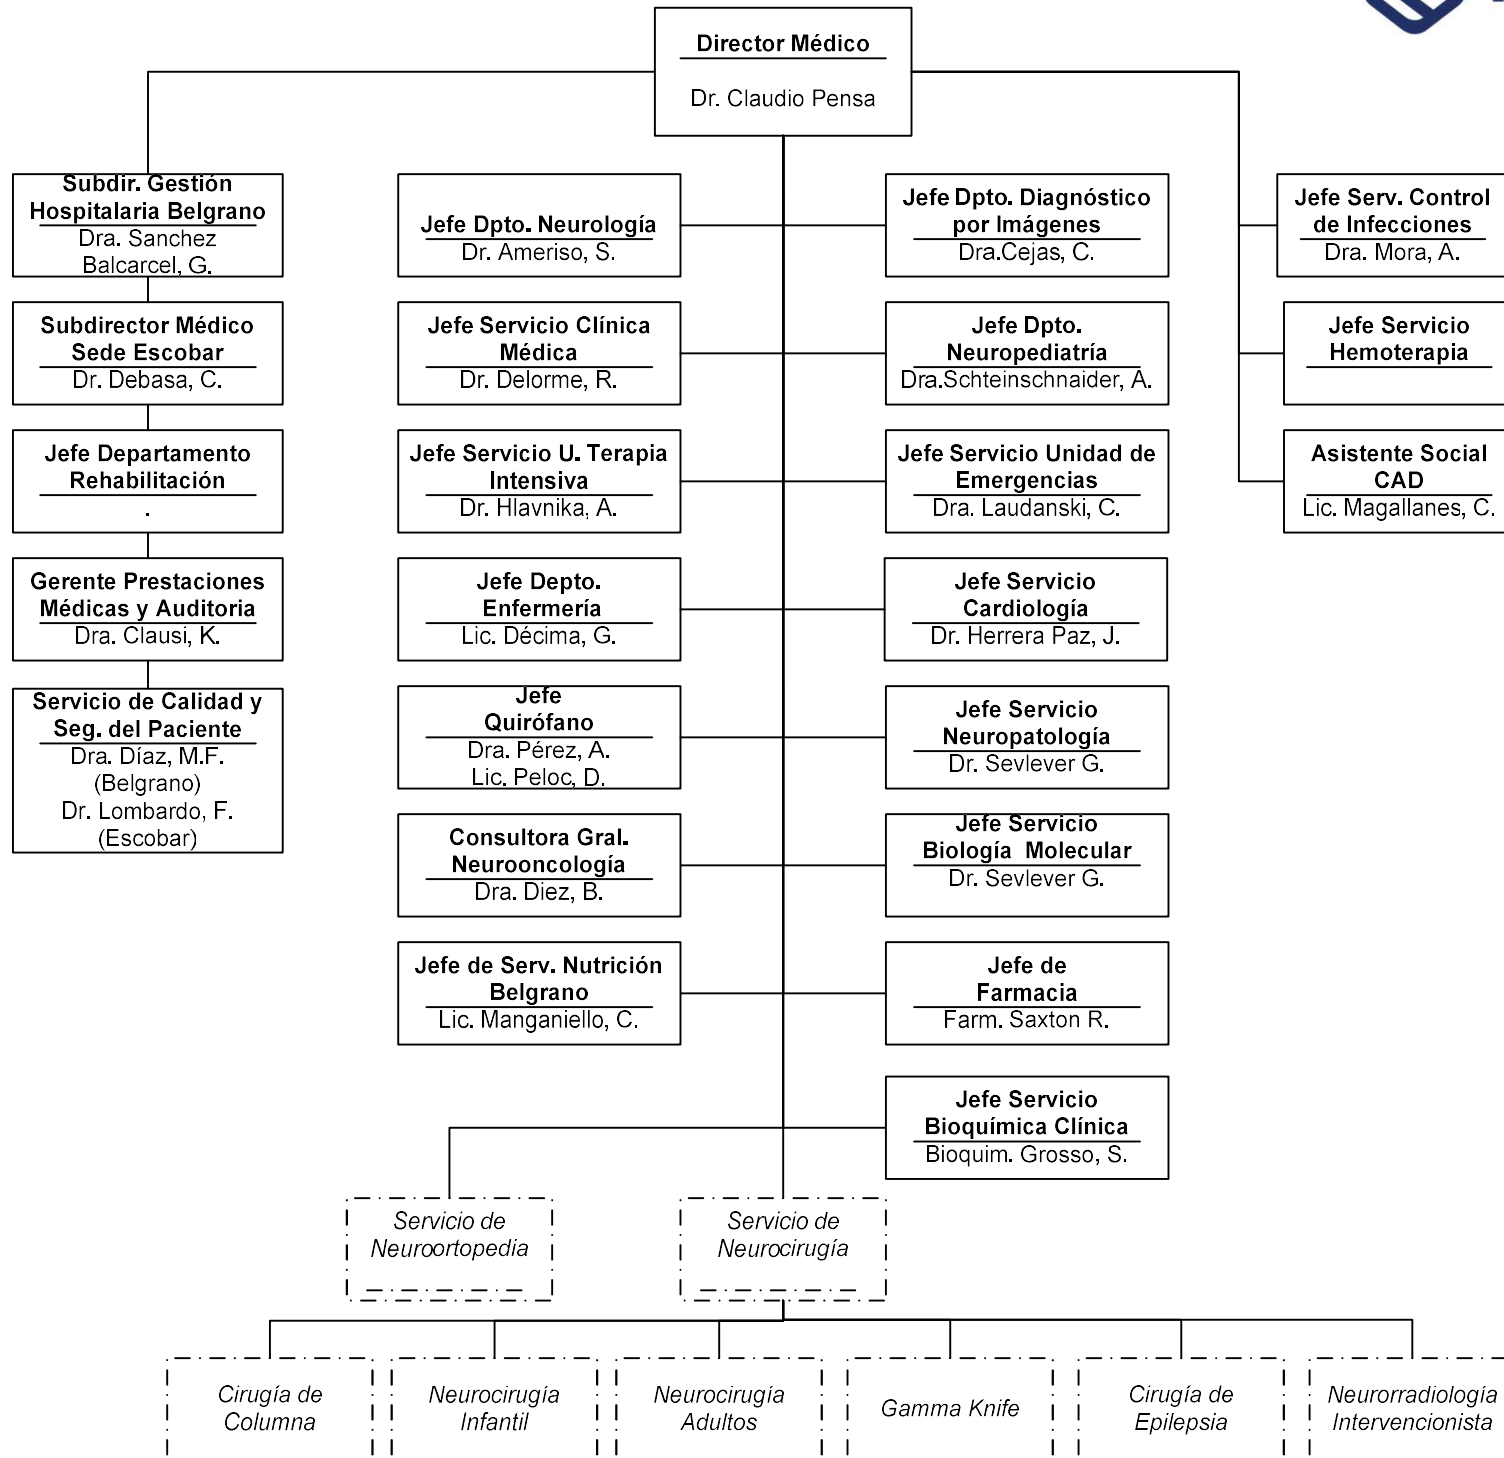 Director Médico
Dr. Claudio Pensa
Subdir. Gestión
Hospitalaria Belgrano
Dra. Sanchez
Balcarcel, G.
Jefe Dpto. Neurología
Dr. Ameriso, S.
Jefe Dpto. Diagnóstico
por Imágenes
Dra.Cejas, C.
Jefe Serv. Control
de Infecciones
Dra. Mora, A.
Subdirector Médico
Sede Escobar
Dr. Debasa, C.
Jefe Servicio Clínica
Médica
Dr. Delorme, R.
Jefe Dpto.
Neuropediatría
Dra.Schteinschnaider, A.
Jefe Servicio
Hemoterapia
Jefe Departamento
Rehabilitación
.
Jefe Servicio U. Terapia
Intensiva
Dr. Hlavnika, A.
Jefe Servicio Unidad de
Emergencias
Dra. Laudanski, C.
Asistente Social
CAD
Lic. Magallanes, C.
Gerente Prestaciones
Médicas y Auditoria
Dra. Clausi, K.
Jefe Depto.
Enfermería
Lic. Décima, G.
Jefe Servicio
Cardiología
Dr. Herrera Paz, J.
Servicio de Calidad y
Seg. del Paciente
Dra. Díaz, M.F.
(Belgrano)
Dr. Lombardo, F.
(Escobar)
Jefe
Quirófano
Dra. Pérez, A.
Lic. Peloc, D.
Jefe Servicio
Neuropatología
Dr. Sevlever G.
Consultora Gral.
Neurooncología
Dra. Diez, B.
Jefe Servicio
Biología  Molecular
Dr. Sevlever G.
Jefe de Serv. Nutrición
Belgrano
Lic. Manganiello, C.
Jefe de
Farmacia
Farm. Saxton R.
Jefe Servicio
Bioquímica Clínica
Bioquim. Grosso, S.
Servicio de
Neuroortopedia
Servicio de
Neurocirugía
Cirugía de
Columna
Neurocirugía
Infantil
Neurocirugía
Adultos
Gamma Knife
Cirugía de
Epilepsia
Neurorradiología
Intervencionista